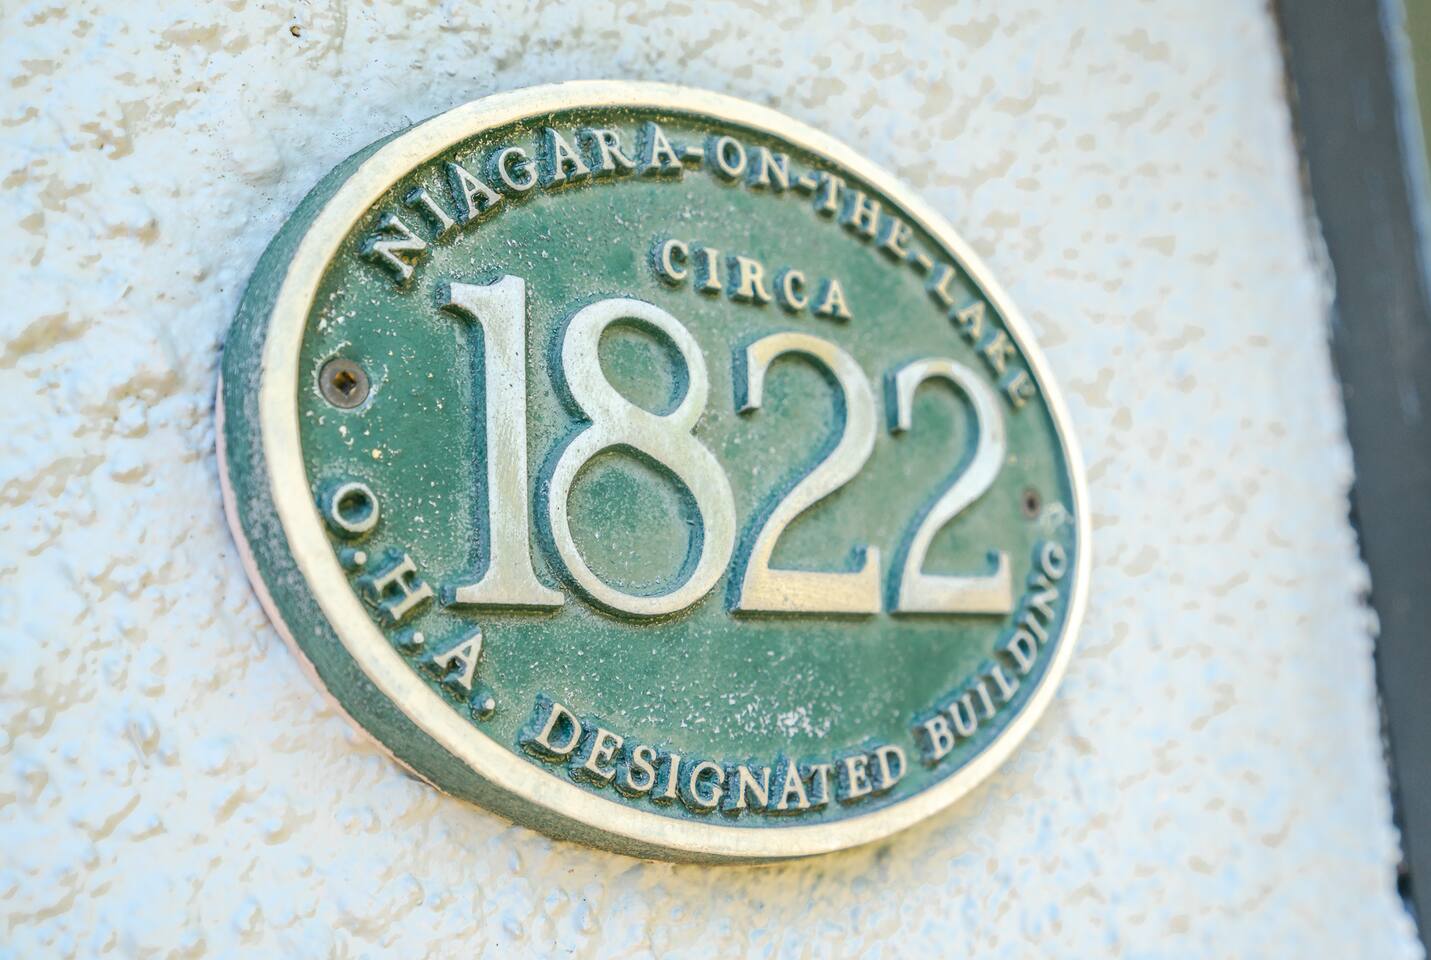 NIAGARA-ON-THE-LAKE
CIRCA
1822
O.H.A. DESIGNATED BUILDING